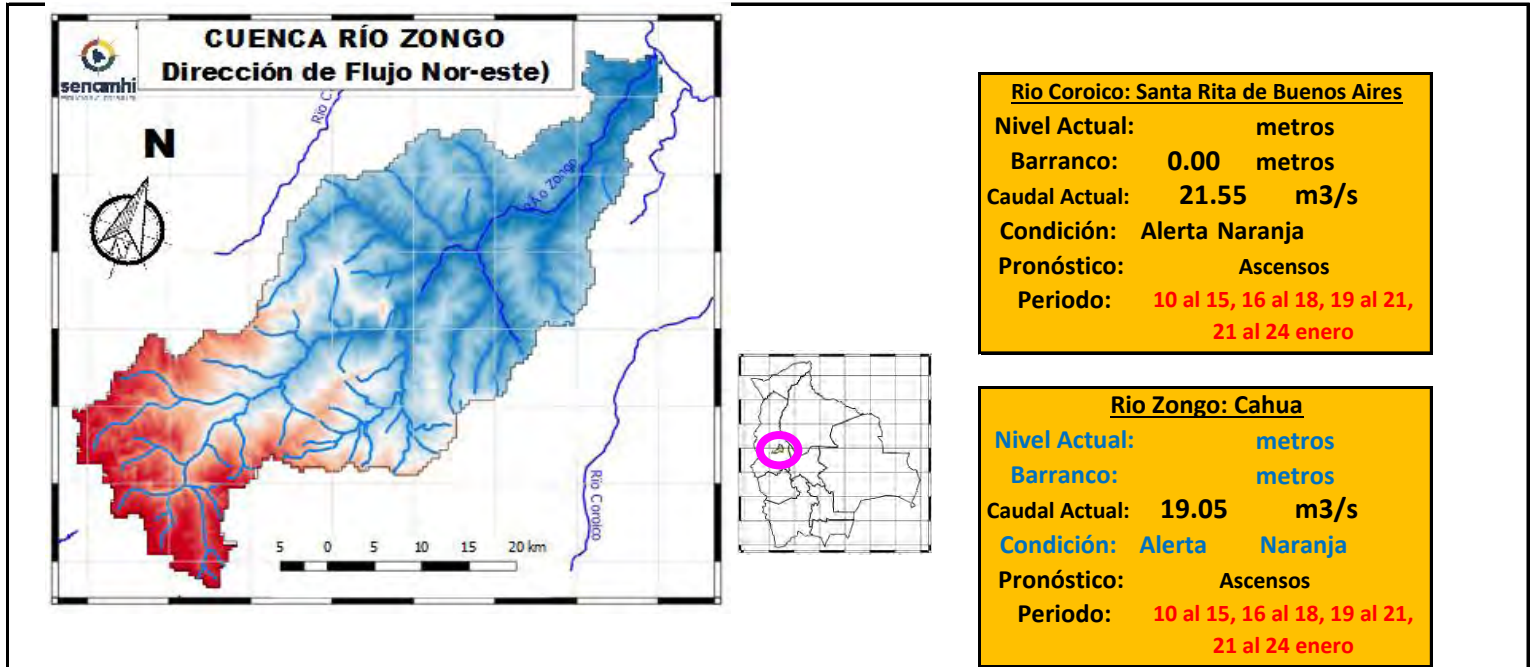 CUENCA RÍO ZONGO
Dirección de Flujo Nor-este)
sencamhi
N
Río C
RÃo Zongo
Río Coroico
5 0 5 10 15 20 km
Rio Coroico: Santa Rita de Buenos Aires
Nivel Actual: metros
Barranco: 0.00 metros
Caudal Actual: 21.55 m3/s
Condición: Alerta Naranja
Pronóstico: Ascensos
Periodo: 10 al 15, 16 al 18, 19 al 21,
21 al 24 enero
Rio Zongo: Cahua
Nivel Actual: metros
Barranco: metros
Caudal Actual: 19.05 m3/s
Condición: Alerta Naranja
Pronóstico: Ascensos
Periodo: 10 al 15, 16 al 18, 19 al 21,
21 al 24 enero